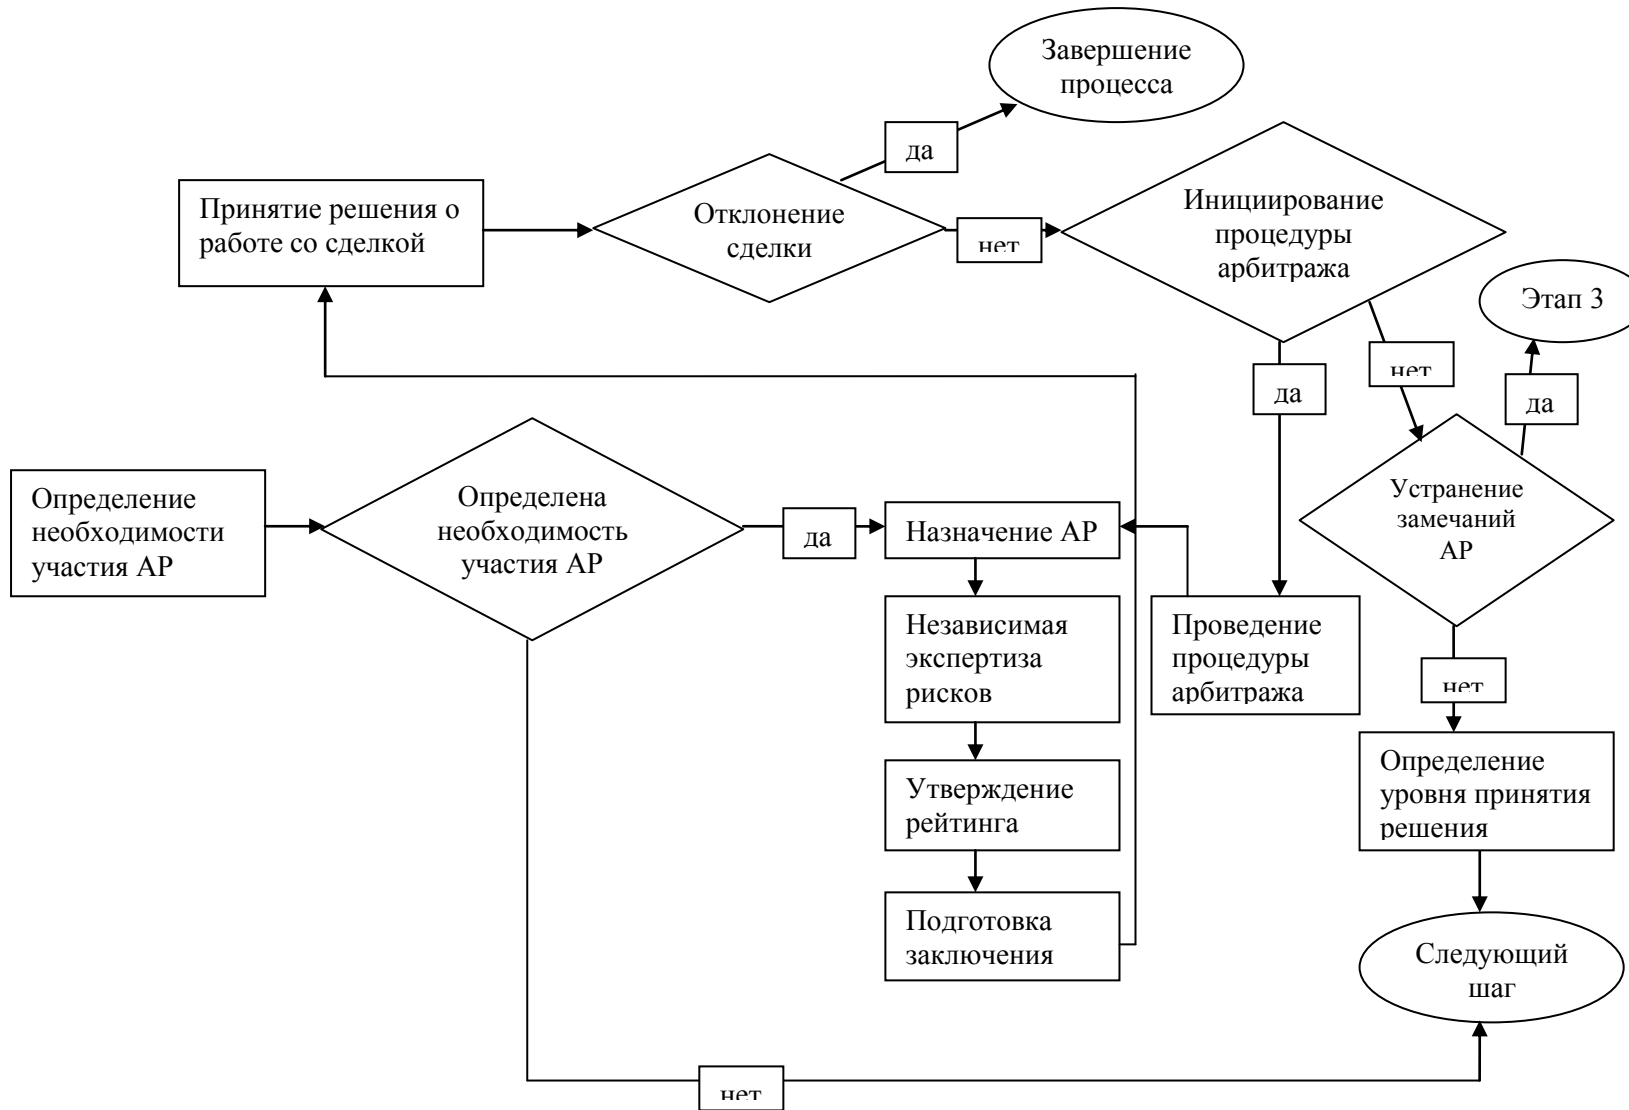 Завершение
процесса
да
Принятие решения о
работе со сделкой
Отклонение
сделки
нет
Инициирование
процедуры
арбитража
Этап 3
да
нет
да
Определение
необходимости
участия АР
Определена
необходимость
участия АР
да
Назначение АР
Устранение
замечаний
АР
Независимая
экспертиза
рисков
Проведение
процедуры
арбитража
нет
Утверждение
рейтинга
Определение
уровня принятия
решения
Подготовка
заключения
Следующий
шаг
нет